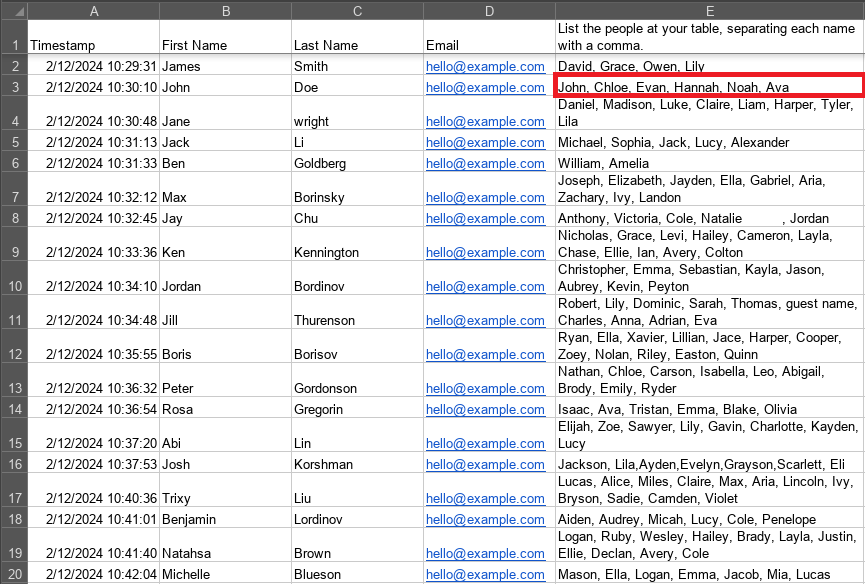 A B C D E
List the people at your table, separating each name
1 Timestamp First Name Last Name Email with a comma.
2 2/12/2024 10:29:31 James Smith hello@example.com David, Grace, Owen, Lily
3 2/12/2024 10:30:10 John Doe hello@example.com John, Chloe, Evan, Hannah, Noah, Ava
Daniel, Madison, Luke, Claire, Liam, Harper, Tyler,
4 2/12/2024 10:30:48 Jane wright hello@example.com Lila
5 2/12/2024 10:31:13 Jack Li hello@example.com Michael, Sophia, Jack, Lucy, Alexander
6 2/12/2024 10:31:33 Ben Goldberg hello@example.com William, Amelia
Joseph, Elizabeth, Jayden, Ella, Gabriel, Aria,
7 2/12/2024 10:32:12 Max Borinsky hello@example.com Zachary, Ivy, Landon
8 2/12/2024 10:32:45 Jay Chu hello@example.com Anthony, Victoria, Cole, Natalie , Jordan
Nicholas, Grace, Levi, Hailey, Cameron, Layla,
9 2/12/2024 10:33:36 Ken Kennington hello@example.com Chase, Ellie, Ian, Avery, Colton
Christopher, Emma, Sebastian, Kayla, Jason,
10 2/12/2024 10:34:10 Jordan Bordinov hello@example.com Aubrey, Kevin, Peyton
Robert, Lily, Dominic, Sarah, Thomas, guest name,
11 2/12/2024 10:34:48 Jill Thurenson hello@example.com Charles, Anna, Adrian, Eva
Ryan, Ella, Xavier, Lillian, Jace, Harper, Cooper,
12 2/12/2024 10:35:55 Boris Borisov hello@example.com Zoey, Nolan, Riley, Easton, Quinn
Nathan, Chloe, Carson, Isabella, Leo, Abigail,
13 2/12/2024 10:36:32 Peter Gordonson hello@example.com Brody, Emily, Ryder
14 2/12/2024 10:36:54 Rosa Gregorin hello@example.com Isaac, Ava, Tristan, Emma, Blake, Olivia
Elijah, Zoe, Sawyer, Lily, Gavin, Charlotte, Kayden,
15 2/12/2024 10:37:20 Abi Lin hello@example.com Lucy
16 2/12/2024 10:37:53 Josh Korshman hello@example.com Jackson, Lila,Ayden,Evelyn,Grayson,Scarlett, Eli
Lucas, Alice, Miles, Claire, Max, Aria, Lincoln, Ivy,
17 2/12/2024 10:40:36 Trixy Liu hello@example.com Bryson, Sadie, Camden, Violet
18 2/12/2024 10:41:01 Benjamin Lordinov hello@example.com Aiden, Audrey, Micah, Lucy, Cole, Penelope
Logan, Ruby, Wesley, Hailey, Brady, Layla, Justin,
19 2/12/2024 10:41:40 Natahsa Brown hello@example.com Ellie, Declan, Avery, Cole
20 2/12/2024 10:42:04 Michelle Blueson hello@example.com Mason, Ella, Logan, Emma, Jacob, Mia, Lucas